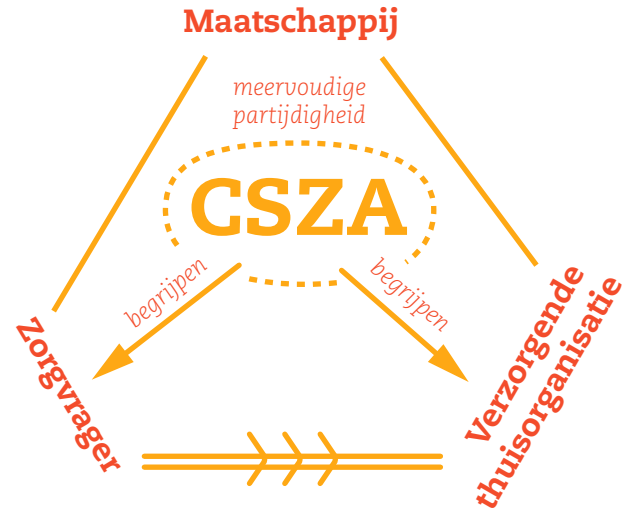 Maatschappij
meervoudige
partijdigheid
CSZA
begrijpen
begrijpen
Zorgvrager
Verzorgende
thuisorganisatie